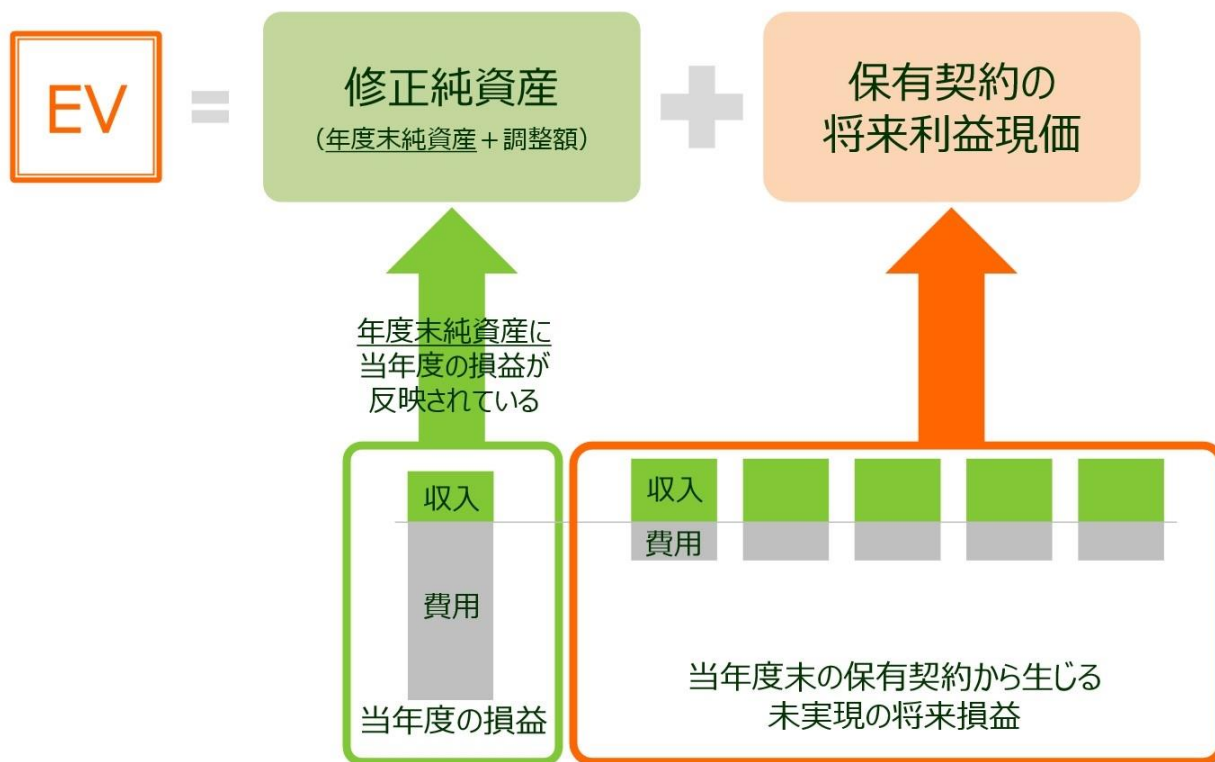 EV
=
修正純資産
（年度末純資産＋調整額）
+
保有契約の
将来利益現価
年度末純資産に
当年度の損益が
反映されている
収入
費用
当年度の損益
収入
費用
当年度末の保有契約から生じる
未実現の将来損益